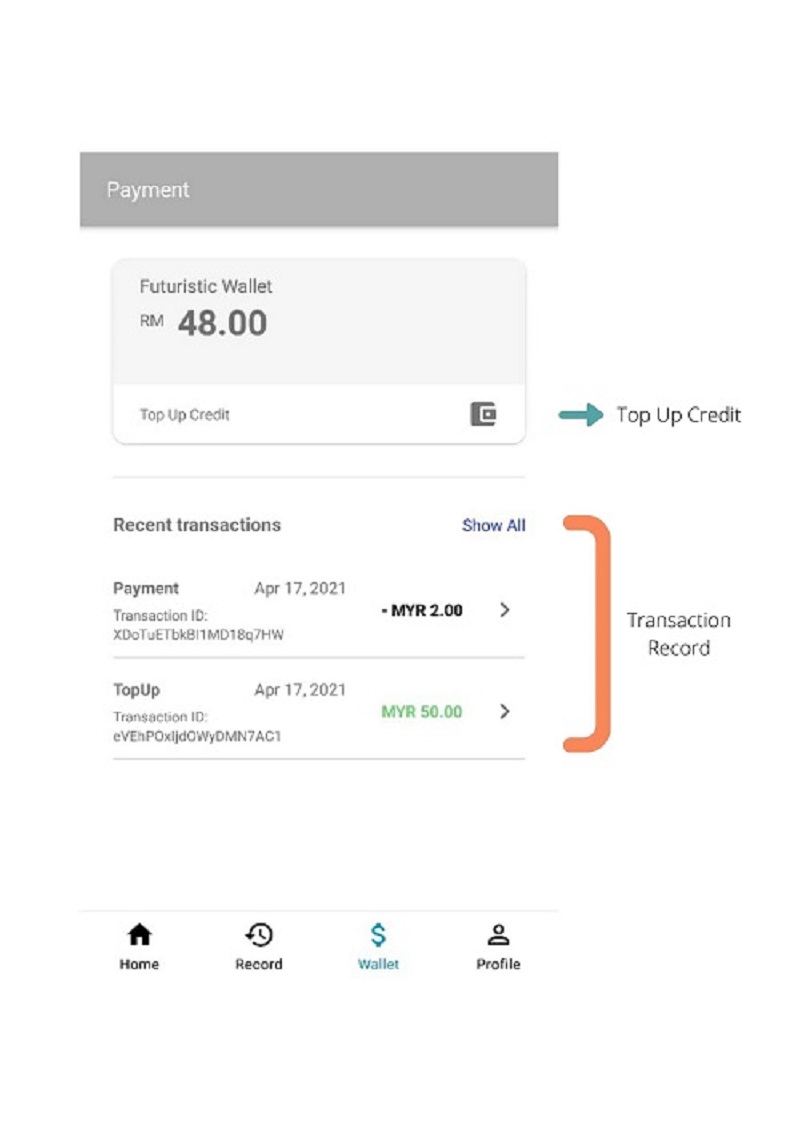 Payment
Futuristic Wallet
RM 48.00
Top Up Credit
Top Up Credit
Recent transactions Show All
Payment Apr 17, 2021
- MYR 2.00
Transaction ID:
XDoTuETbkBI1MD18q7HW
TopUp Apr 17, 2021
MYR 50.00
Transaction ID:
eVEhPOxljdOWyDMN7AC1
Transaction
Record
Home Record Wallet Profile